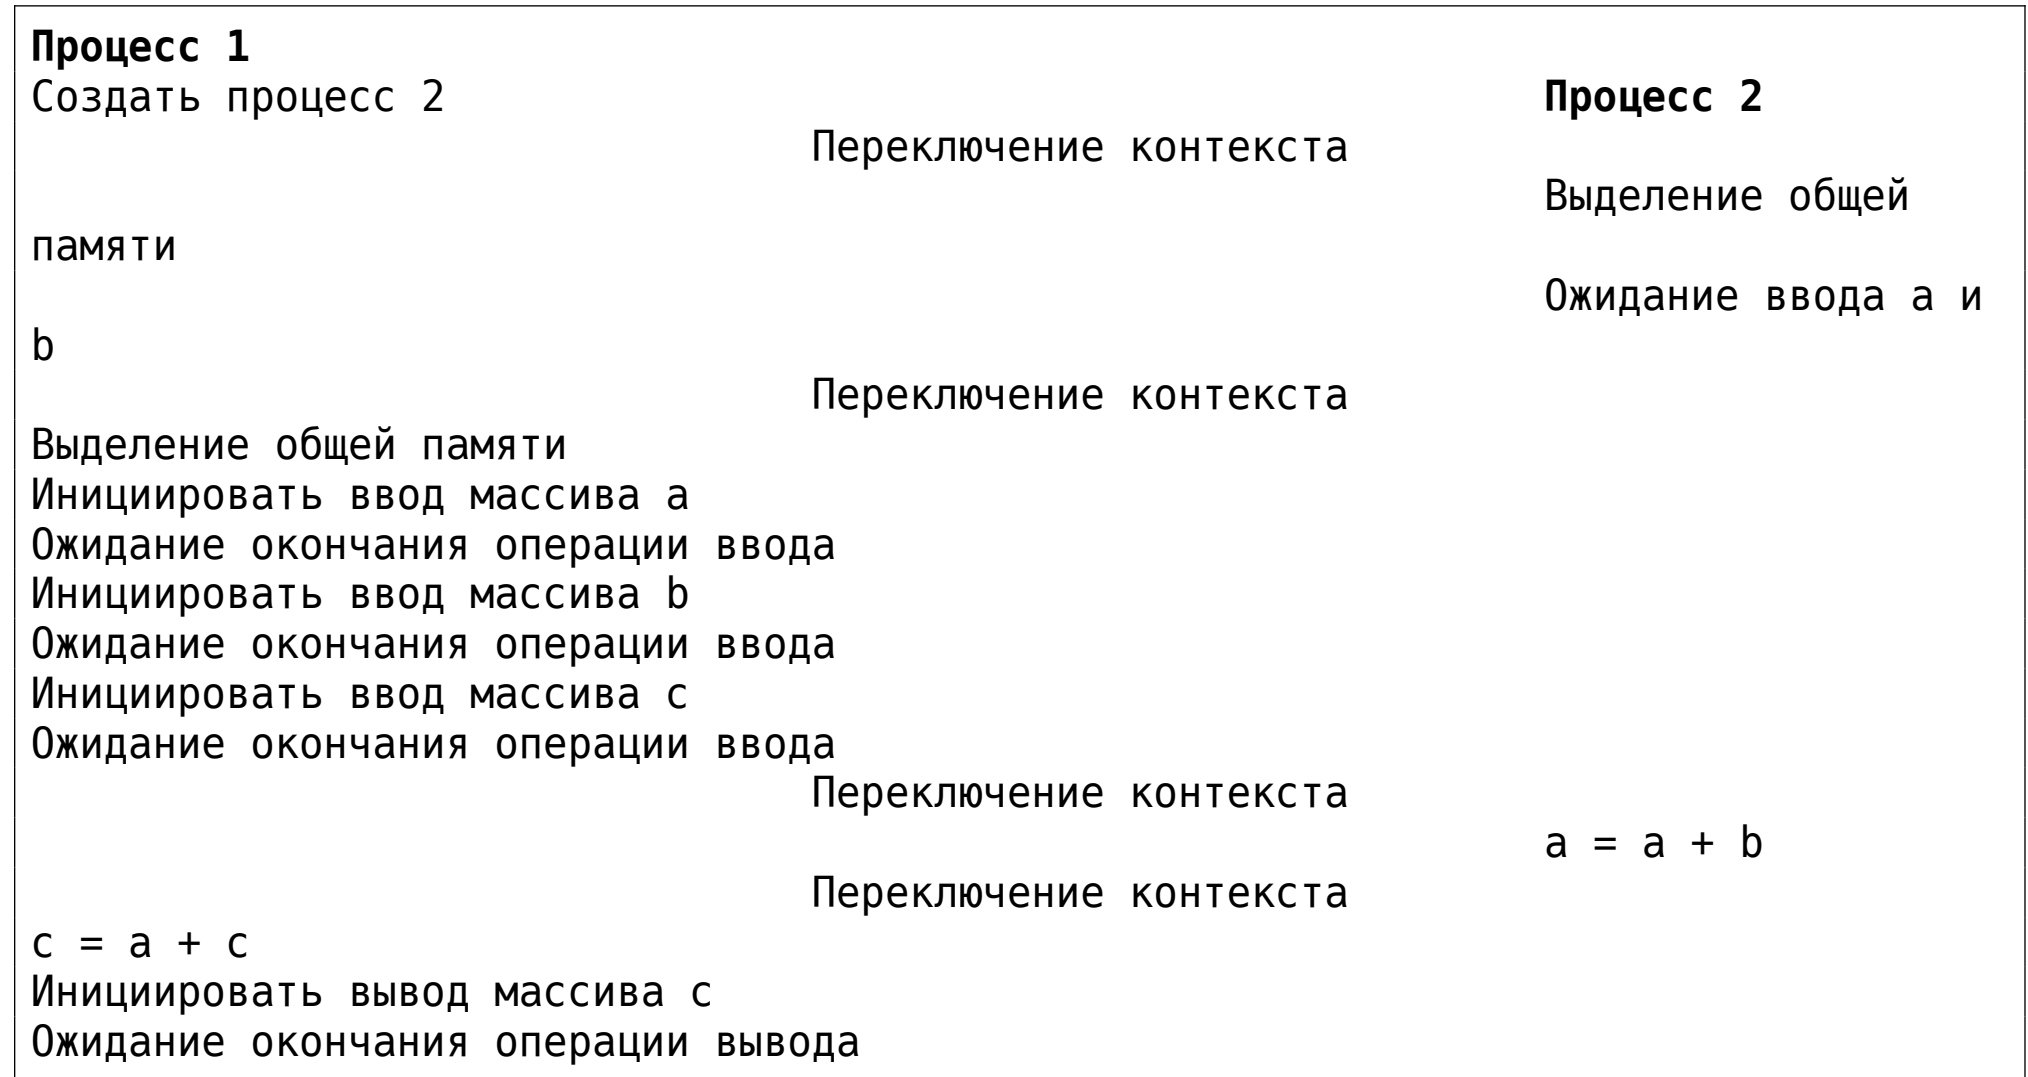 Процесс 1
Создать процесс 2 Процесс 2
Переключение контекста
Выделение общей
памяти
Ожидание ввода a и
b
Переключение контекста
Выделение общей памяти
Инициировать ввод массива a
Ожидание окончания операции ввода
Инициировать ввод массива b
Ожидание окончания операции ввода
Инициировать ввод массива с
Ожидание окончания операции ввода
Переключение контекста
a = a + b
Переключение контекста
c = a + c
Инициировать вывод массива c
Ожидание окончания операции вывода